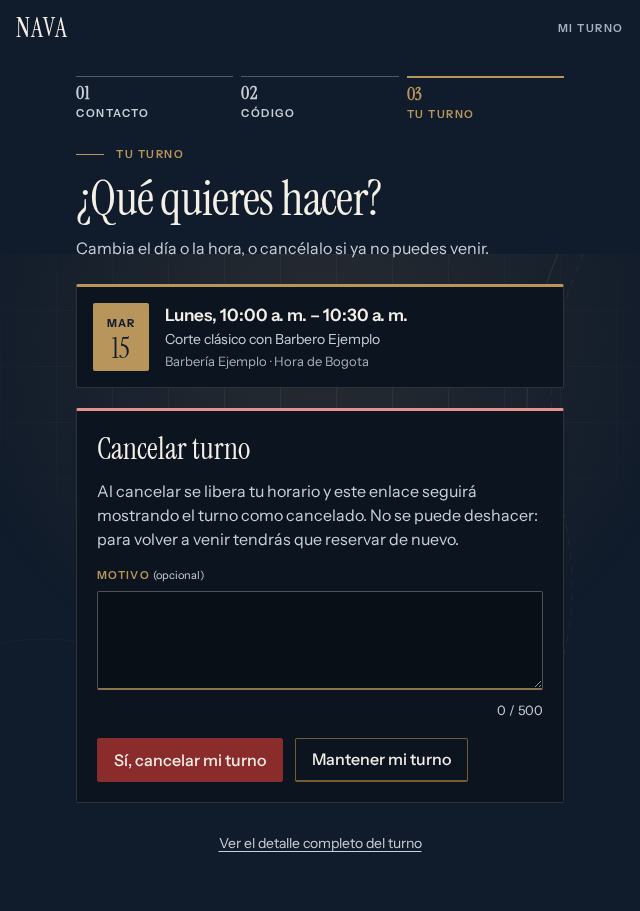 NAVA
MI TURNO
01
CONTACTO
02
CÓDIGO
03
TU TURNO
TU TURNO
¿Qué quieres hacer?
Cambia el día o la hora, o cancélalo si ya no puedes venir.
MAR
15
Lunes, 10:00 a. m. – 10:30 a. m.
Corte clásico con Barbero Ejemplo
Barbería Ejemplo · Hora de Bogota
Cancelar turno
Al cancelar se libera tu horario y este enlace seguirá
mostrando el turno como cancelado. No se puede deshacer:
para volver a venir tendrás que reservar de nuevo.
MOTIVO (opcional)
0 / 500
Sí, cancelar mi turno
Mantener mi turno
Ver el detalle completo del turno